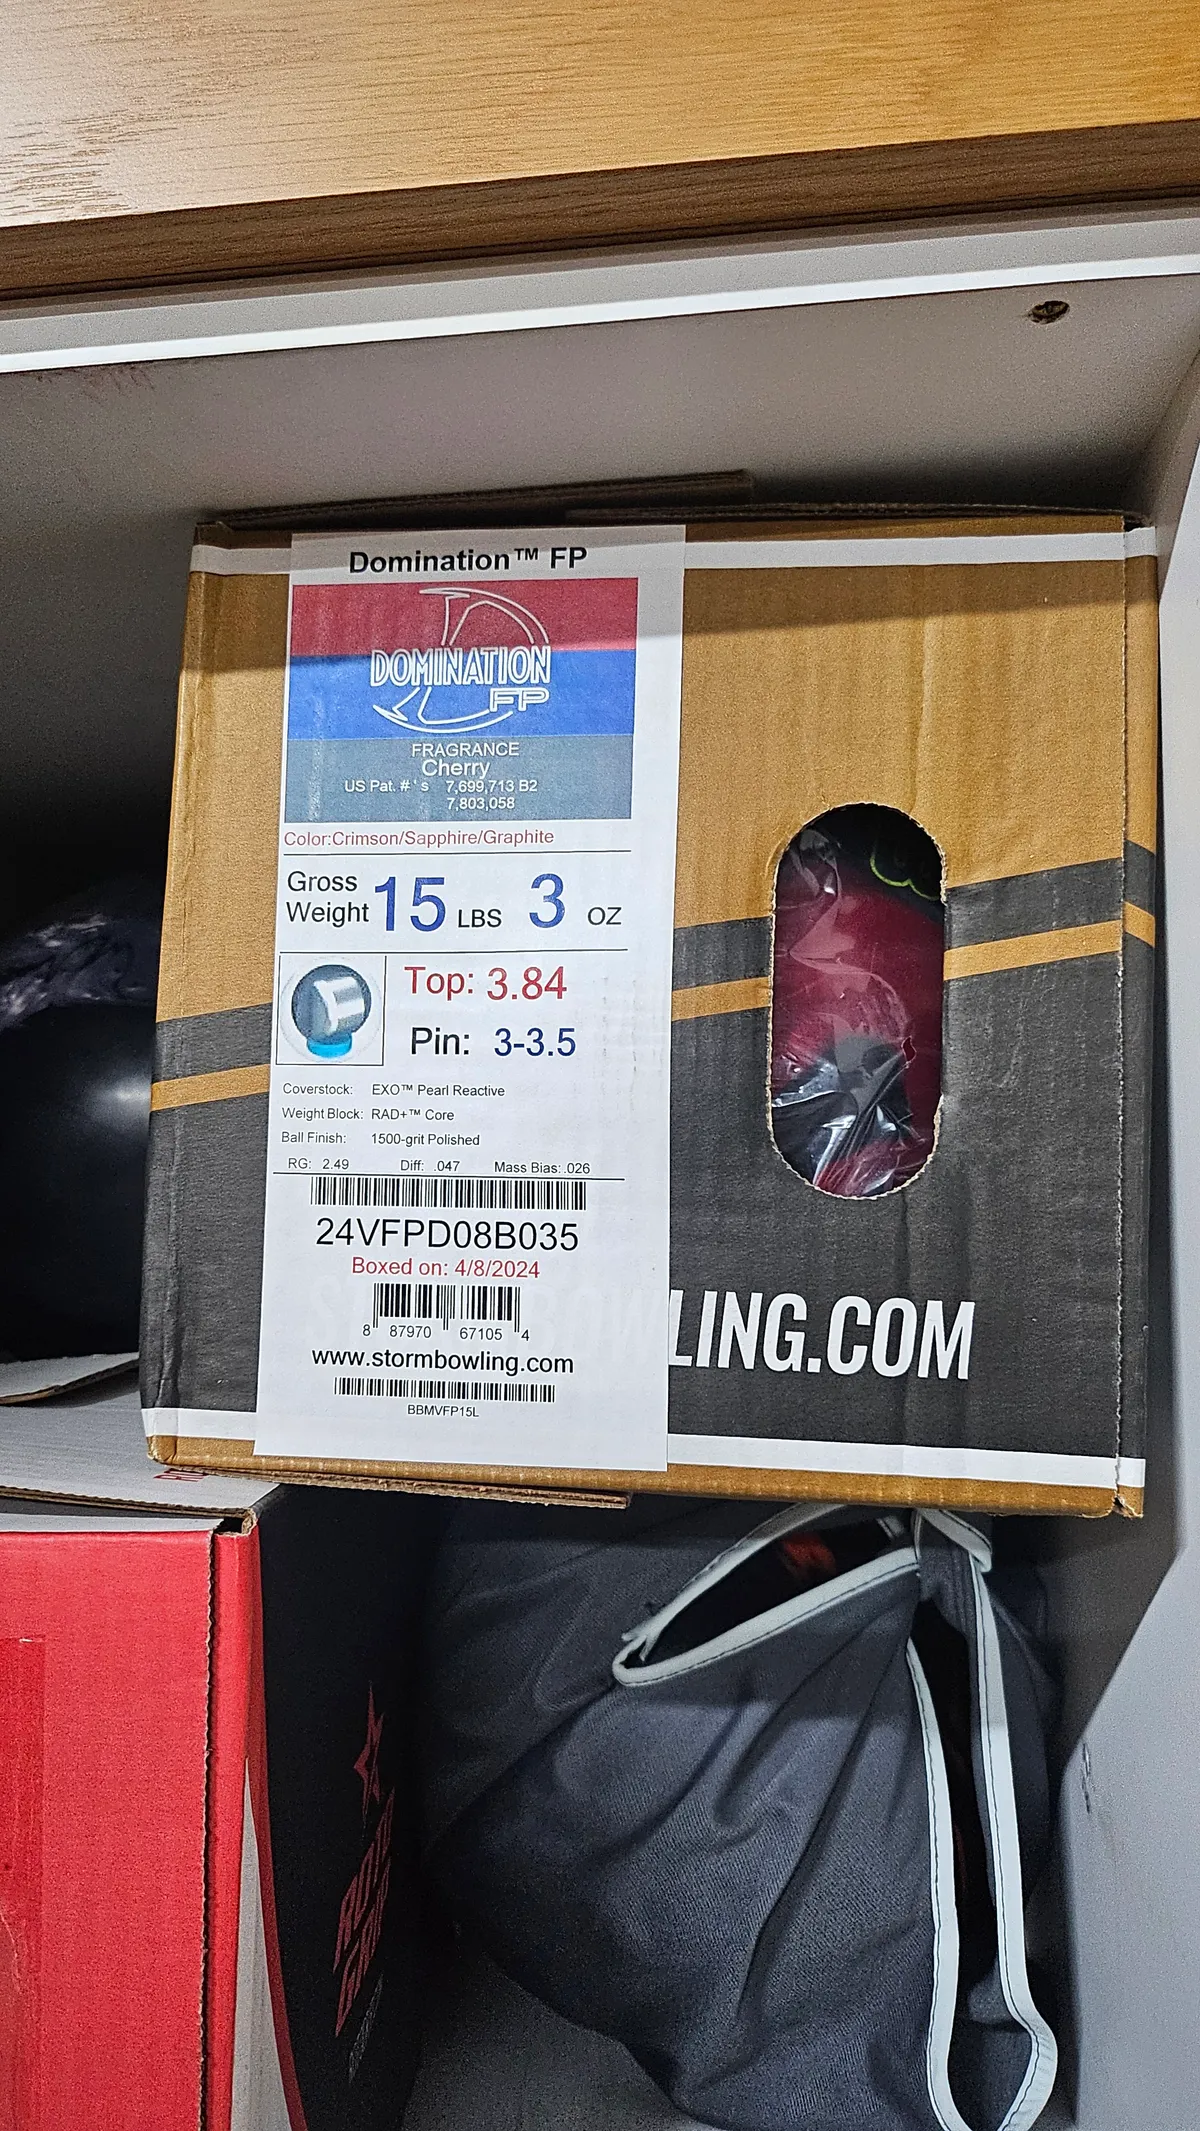 Domination™ FP
DOMINATION
FP
FRAGRANCE
Cherry
US Pat. #'s 7,699,713 B2
7,803,058
Color:Crimson/Sapphire/Graphite
Gross
Weight 15 LBS 3 OZ
Top: 3.84
Pin: 3-3.5
Coverstock: EXO™ Pearl Reactive
Weight Block: RAD+™ Core
Ball Finish: 1500-grit Polished
RG: 2.49 Diff: .047 Mass Bias: .026
24VFPD08B035
Boxed on: 4/8/2024
8 87970 67105 4
www.stormbowling.com
BBMVFP15L
LING.COM